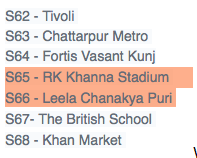 S62 - Tivoli
S63 - Chattarpur Metro
S64 - Fortis Vasant Kunj
S65 - RK Khanna Stadium
S66 - Leela Chanakya Puri
S67- The British School
S68 - Khan Market